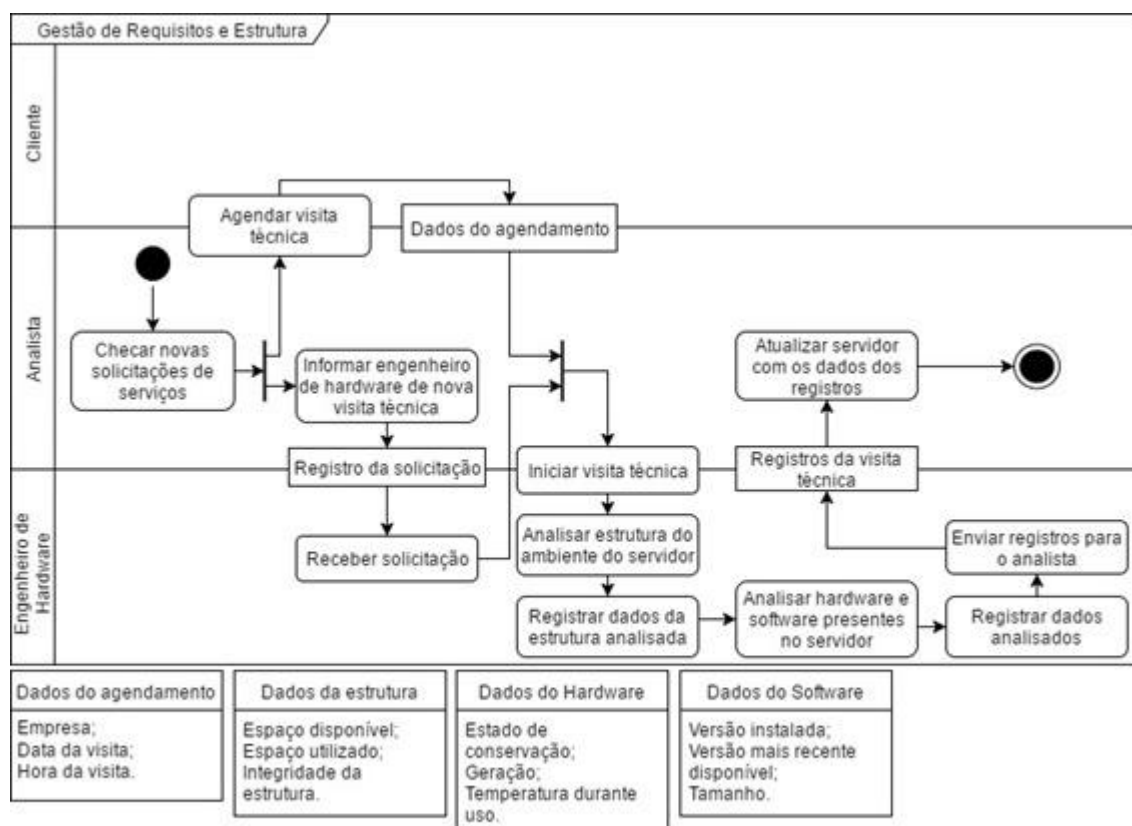 Gestão de Requisitos e Estrutura
Cliente
Agendar visita
técnica
Dados do agendamento
Analista
Checar novas
solicitações de
serviços
Informar engenheiro
de hardware de nova
visita técnica
Atualizar servidor
com os dados dos
registros
Registro da solicitação
Iniciar visita técnica
Registros da visita
técnica
Engenheiro de
Hardware
Receber solicitação
Analisar estrutura do
ambiente do servidor
Enviar registros para
o analista
Registrar dados da
estrutura analisada
Analisar hardware e
software presentes
no servidor
Registrar dados
analisados
Dados do agendamento
Empresa;
Data da visita;
Hora da visita.
Dados da estrutura
Espaço disponível;
Espaço utilizado;
Integridade da
estrutura.
Dados do Hardware
Estado de
conservação;
Geração;
Temperatura durante
uso.
Dados do Software
Versão instalada;
Versão mais recente
disponível;
Tamanho.